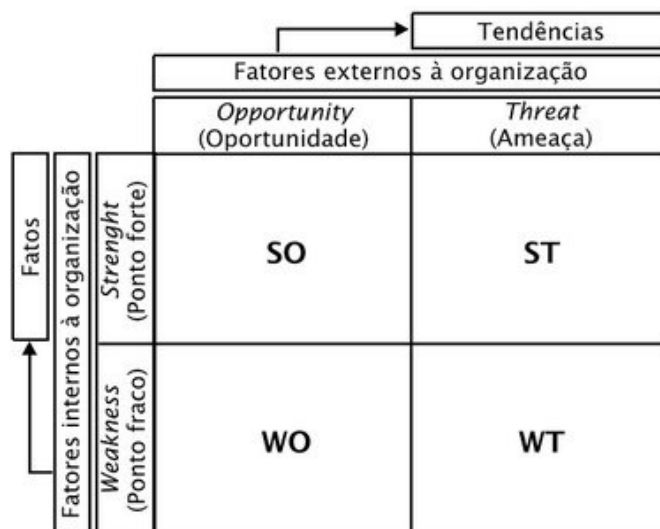 Tendências
Fatores externos à organização
Opportunity
(Oportunidade)
Threat
(Ameaça)
Fatos
Fatores internos à organização
Strenght
(Ponto forte)
SO
ST
Weakness
(Ponto fraco)
WO
WT